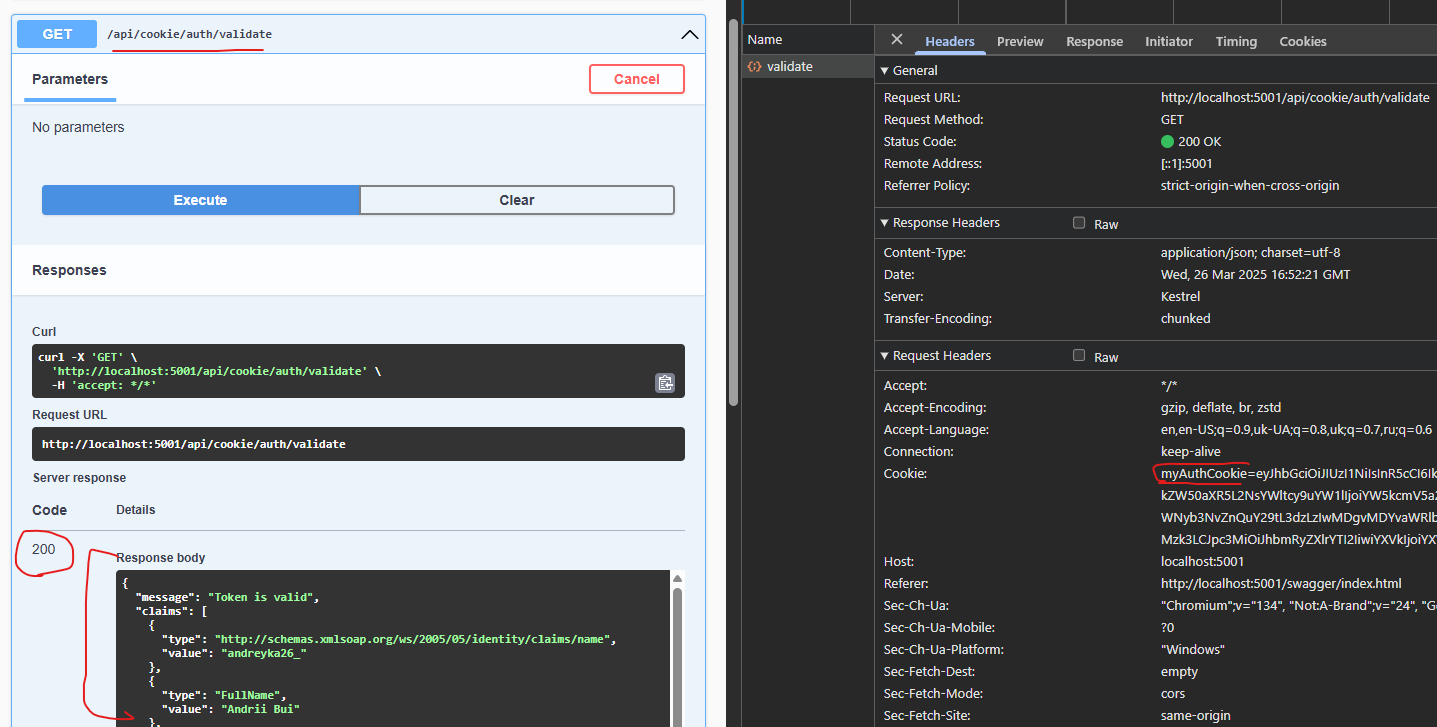 GET /api/cookie/auth/validate
Parameters
Cancel
No parameters
Execute
Clear
Responses
Curl
curl -X 'GET' \
'http://localhost:5001/api/cookie/auth/validate' \
-H 'accept: */*'
Request URL
http://localhost:5001/api/cookie/auth/validate
Server response
Code Details
200
Response body
{
"message": "Token is valid",
"claims": [
{
"type": "http://schemas.xmlsoap.org/ws/2005/05/identity/claims/name",
"value": "andreyka26_"
},
{
"type": "FullName",
"value": "Andrii Bui"
},
Name
validate
Headers Preview Response Initiator Timing Cookies
General
Request URL: http://localhost:5001/api/cookie/auth/validate
Request Method: GET
Status Code: 200 OK
Remote Address: [::1]:5001
Referrer Policy: strict-origin-when-cross-origin
Response Headers Raw
Content-Type: application/json; charset=utf-8
Date: Wed, 26 Mar 2025 16:52:21 GMT
Server: Kestrel
Transfer-Encoding: chunked
Request Headers Raw
Accept: */*
Accept-Encoding: gzip, deflate, br, zstd
Accept-Language: en,en-US;q=0.9,uk-UA;q=0.8,uk;q=0.7,ru;q=0.6
Connection: keep-alive
Cookie: myAuthCookie=eyJhbGciOiJIUzI1NiIsInR5cCI6Ik
kZW50aXR5L2NsYWltcy9uYW1lIjoiYW5kcmV5a2
WNyb3NvZnQuY29tL3dzLzIwMDgvMDYvaWRlb
Mzk3LCJpc3MiOiJhbmRyZXlrYTI2IiwiYXVkIjoiYX
Host: localhost:5001
Referer: http://localhost:5001/swagger/index.html
Sec-Ch-Ua: "Chromium";v="134", "Not:A-Brand";v="24", "Go
Sec-Ch-Ua-Mobile: ?0
Sec-Ch-Ua-Platform: "Windows"
Sec-Fetch-Dest: empty
Sec-Fetch-Mode: cors
Sec-Fetch-Site: same-origin